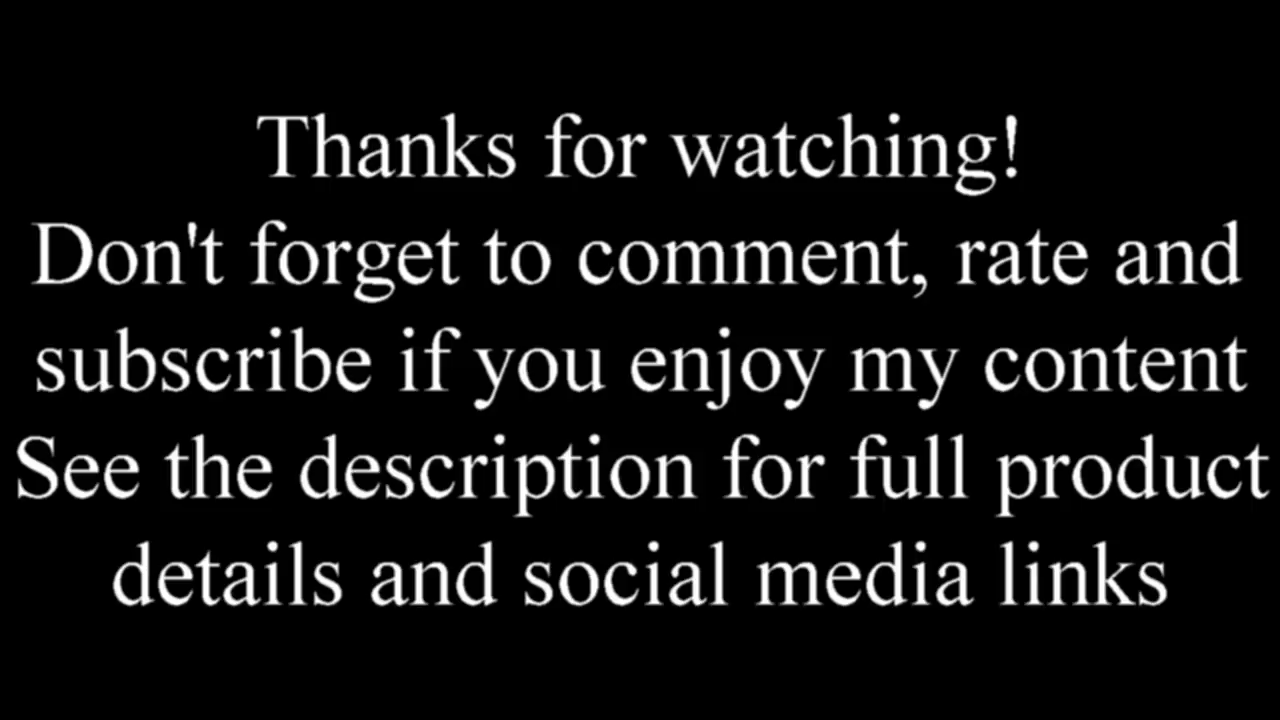 Thanks for watching!
Don't forget to comment, rate and
subscribe if you enjoy my content
See the description for full product
details and social media links